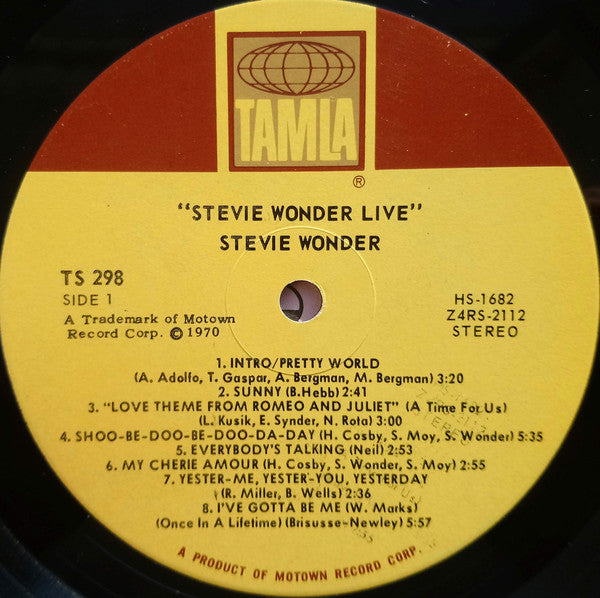 TAMLA
®
"STEVIE WONDER LIVE"
STEVIE WONDER
TS 298
SIDE 1
A Trademark of Motown
Record Corp. © 1970
HS-1682
Z4RS-2112
STEREO
1. INTRO/PRETTY WORLD
(A. Adolfo, T. Gaspar, A. Bergman, M. Bergman) 3:20
2. SUNNY (B.Hebb) 2:41
3. "LOVE THEME FROM ROMEO AND JULIET" (A Time For Us)
(L. Kusik, E. Synder, N. Rota) 3:00
4. SHOO-BE-DOO-BE-DOO-DA-DAY (H. Cosby, S. Moy, S. Wonder) 5:35
5. EVERYBODY'S TALKING (Neil) 2:53
6. MY CHERIE AMOUR (H. Cosby, S. Wonder, S. Moy) 2:55
7. YESTER-ME, YESTER-YOU, YESTERDAY
(R. Miller, B. Wells) 2:36
8. I'VE GOTTA BE ME (W. Marks)
(Once In A Lifetime) (Brisusse-Newley) 5:57
A PRODUCT OF MOTOWN RECORD CORP.